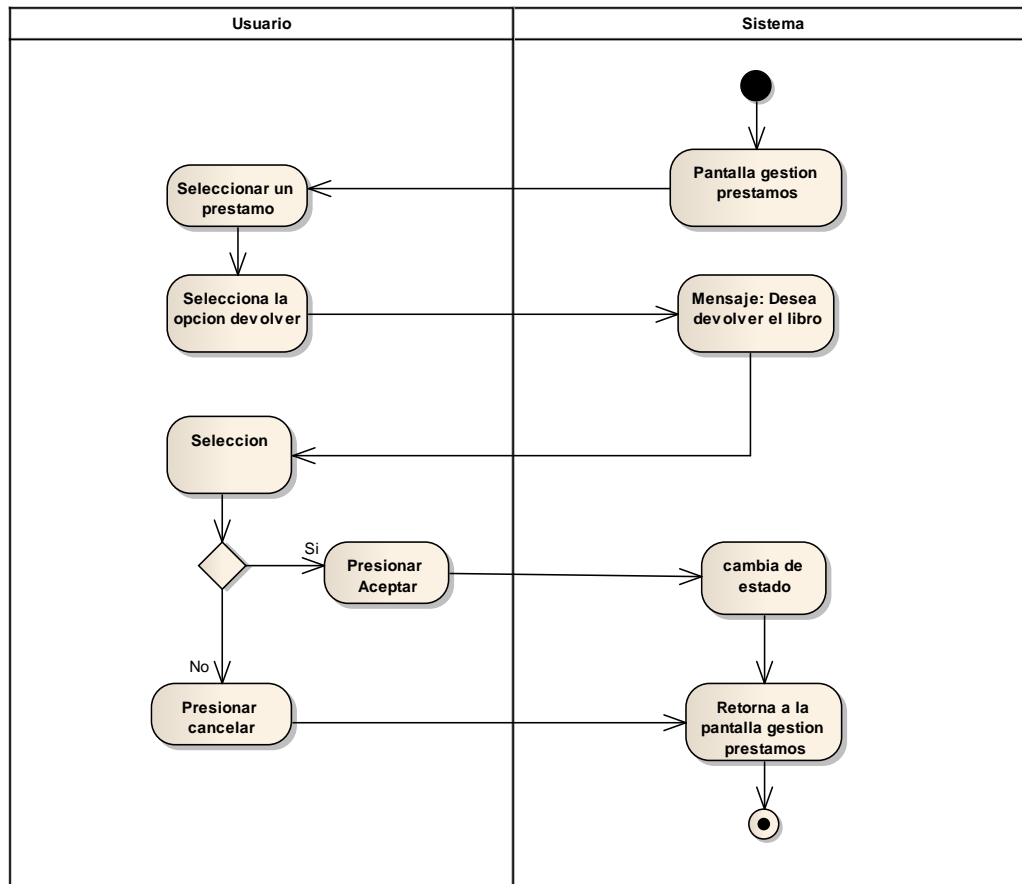 Usuario
Sistema
Pantalla gestion
prestamos
Seleccionar un
prestamo
Selecciona la
opcion devolver
Mensaje: Desea
devolver el libro
Seleccion
Si
Presionar
Aceptar
cambia de
estado
No
Presionar
cancelar
Retorna a la
pantalla gestion
prestamos